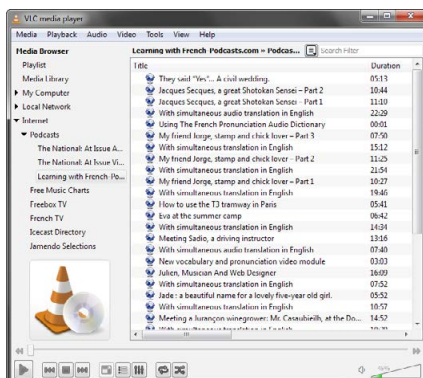 VLC media player
Media Playback Audio Video Tools View Help
Media Browser
Playlist
Media Library
My Computer
Local Network
Internet
Podcasts
The National: At Issue A...
The National: At Issue Vi...
Learning with French-Po...
Free Music Charts
Freebox TV
French TV
Icecast Directory
Jamendo Selections
Learning with French-Podcasts.com » Podcas... Search Filter
Title Duration
They said "Yes"... A civil wedding. 05:13
Jacques Secques, a great Shotokan Sensei – Part 2 10:44
Jacques Secques, a great Shotokan Sensei - Part 1 11:10
With simultaneous audio translation in English 22:29
Using The French Pronunciation Audio Dictionary 00:01
My friend Jorge, stamp and chick lover – Part 3 07:50
With simultaneous translation in English 15:12
My friend Jorge, stamp and chick lover -- Part 2 11:25
With simultaneous translation in English 21:54
My friend Jorge, stamp and chick lover – Part 1 10:27
With simultaneous translation in English 19:46
How to use the T3 tramway in Paris 05:41
Eva at the summer camp 06:42
With simultaneous translation in English 14:34
Meeting Sadio, a driving instructor 13:16
With simultaneous audio translation in English 07:40
New vocabulary and pronunciation video module 03:03
Julien, Musician And Web Designer 16:09
With simultaneous translation in English 07:52
Jade : a beautiful name for a lovely five-year old girl. 05:52
With simultaneous translation in English 10:57
Meeting a Jurançon winegrower: Mr. Casaubieilh, at the Do... 14:52
With simultaneous translation in English